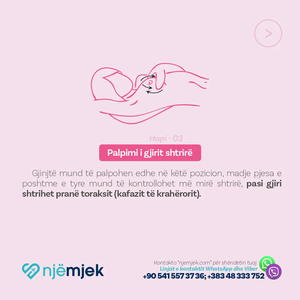 Hapi - 03
Palpimi i gjirit shtrirë
Gjinjtë mund të palpohen edhe në këtë pozicion, madje pjesa e
poshtme e tyre mund të kontrollohet më mirë shtrirë, pasi gjiri
shtrihet pranë toraksit (kafazit të krahërorit).
njëmjek
Kontakto "njemjek.com" për shëndetin tuaj
Linjat e kontaktit WhatsApp dhe Viber
+90 541 557 37 36; +383 48 333 752